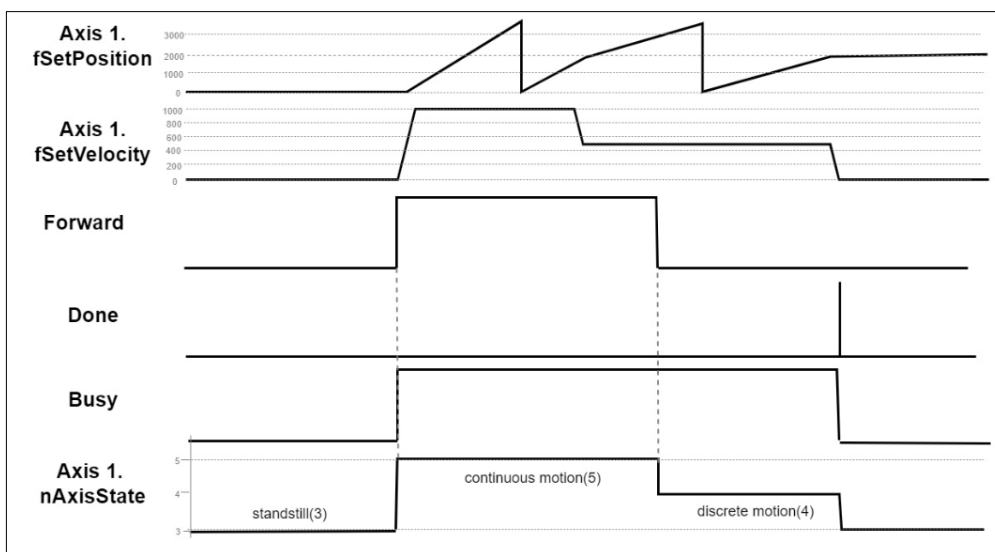 Axis 1.
fSetPosition
3000
2000
1000
0
Axis 1.
fSetVelocity
1000
800
600
400
200
0
Forward
Done
Busy
Axis 1.
nAxisState
5
4
3
standstill(3)
continuous motion(5)
discrete motion(4)